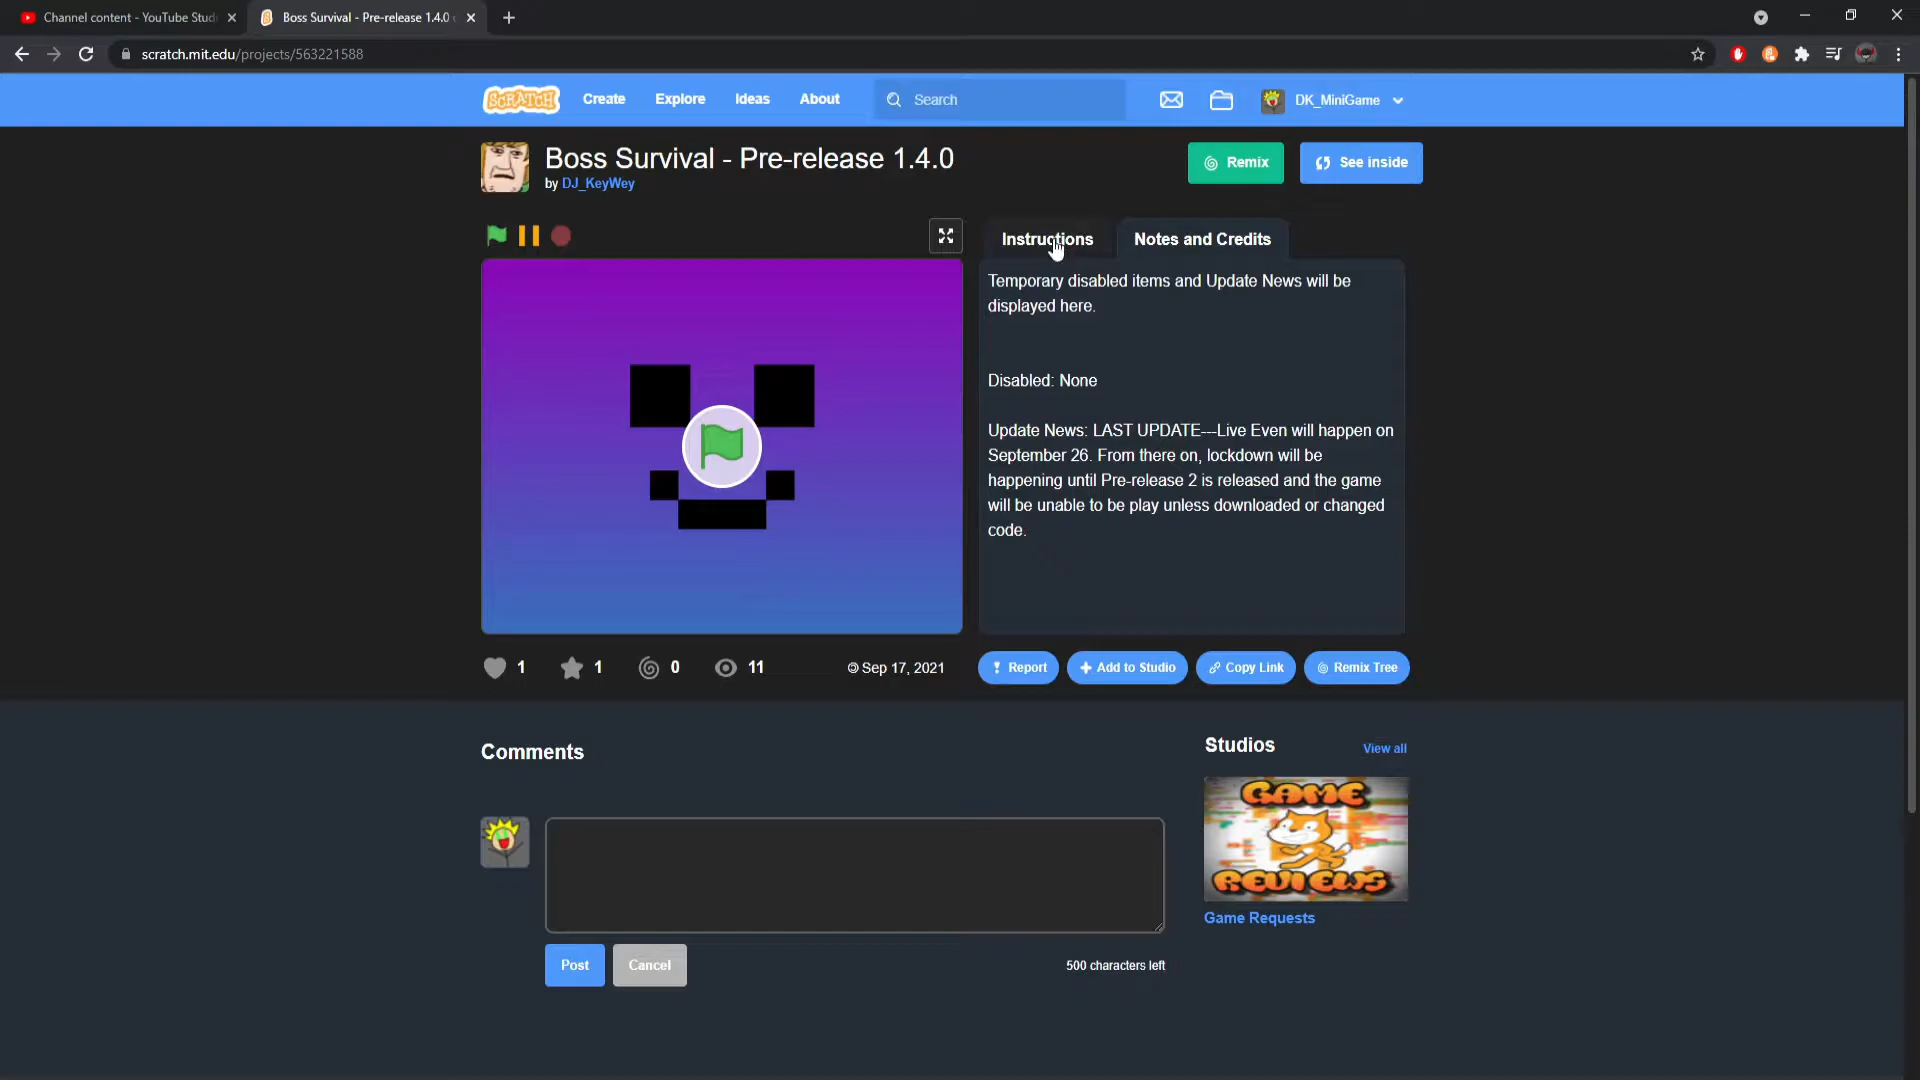 Channel content - YouTube Stud
Boss Survival - Pre-release 1.4.0
scratch.mit.edu/projects/563221588
SCRATCH
Create
Explore
Ideas
About
Search
DK_MiniGame
Boss Survival - Pre-release 1.4.0
by DJ_KeyWey
Remix
See inside
Instructions
Notes and Credits
Temporary disabled items and Update News will be
displayed here.
Disabled: None
Update News: LAST UPDATE---Live Even will happen on
September 26. From there on, lockdown will be
happening until Pre-release 2 is released and the game
will be unable to be play unless downloaded or changed
code.
1
1
0
11
© Sep 17, 2021
Report
Add to Studio
Copy Link
Remix Tree
Comments
Studios
View all
GAME
REVIEWS
Game Requests
Post
Cancel
500 characters left